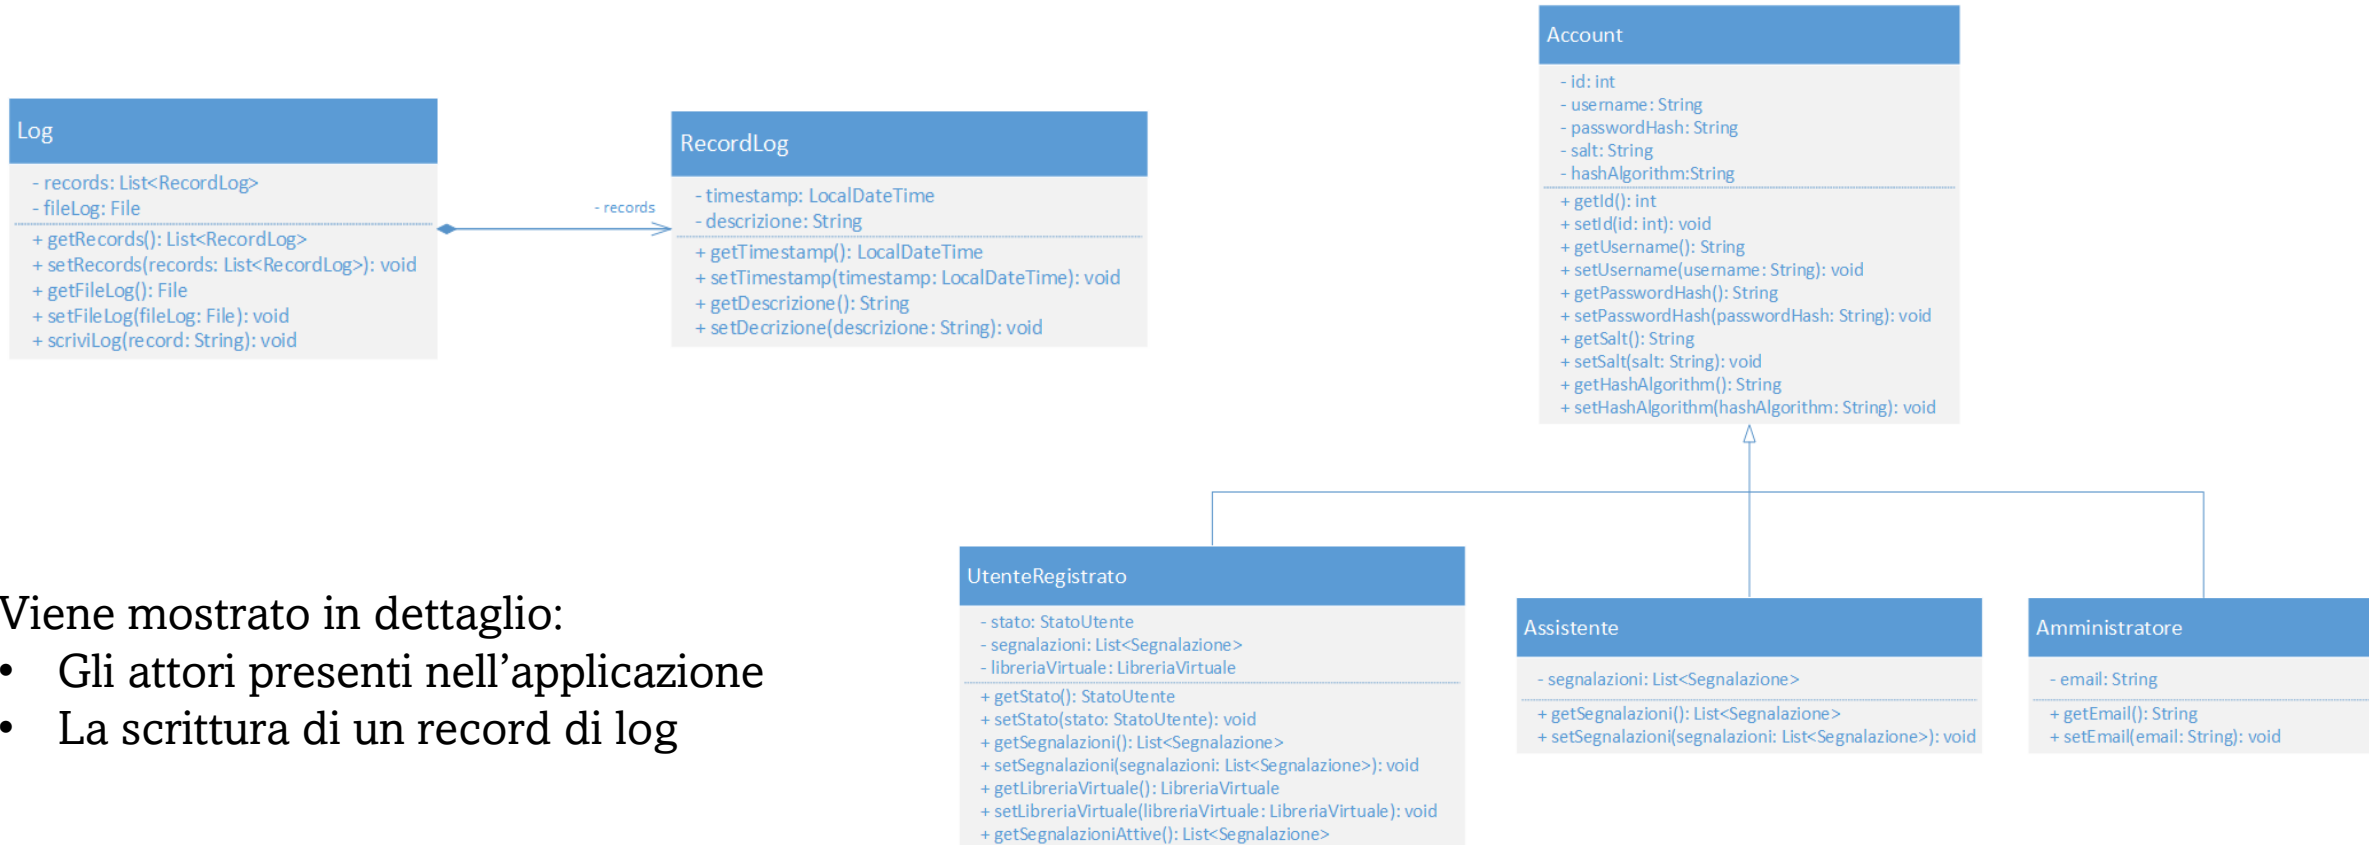 Log
- records: List<RecordLog>
- fileLog: File
+ getRecords(): List<RecordLog>
+ setRecords(records: List<RecordLog>): void
+ getFileLog(): File
+ setFileLog(fileLog: File): void
+ scriviLog(record: String): void
- records
RecordLog
- timestamp: LocalDateTime
- descrizione: String
+ getTimestamp(): LocalDateTime
+ setTimestamp(timestamp: LocalDateTime): void
+ getDescrizione(): String
+ setDecrizione(descrizione: String): void
Account
- id: int
- username: String
- passwordHash: String
- salt: String
- hashAlgorithm:String
+ getId(): int
+ setId(id: int): void
+ getUsername(): String
+ setUsername(username: String): void
+ getPasswordHash(): String
+ setPasswordHash(passwordHash: String): void
+ getSalt(): String
+ setSalt(salt: String): void
+ getHashAlgorithm(): String
+ setHashAlgorithm(hashAlgorithm: String): void
Viene mostrato in dettaglio:
• Gli attori presenti nell’applicazione
• La scrittura di un record di log
UtenteRegistrato
- stato: StatoUtente
- segnalazioni: List<Segnalazione>
- libreriaVirtuale: LibreriaVirtuale
+ getStato(): StatoUtente
+ setStato(stato: StatoUtente): void
+ getSegnalazioni(): List<Segnalazione>
+ setSegnalazioni(segnalazioni: List<Segnalazione>): void
+ getLibreriaVirtuale(): LibreriaVirtuale
+ setLibreriaVirtuale(libreriaVirtuale: LibreriaVirtuale): void
+ getSegnalazioniAttive(): List<Segnalazione>
Assistente
- segnalazioni: List<Segnalazione>
+ getSegnalazioni(): List<Segnalazione>
+ setSegnalazioni(segnalazioni: List<Segnalazione>): void
Amministratore
- email: String
+ getEmail(): String
+ setEmail(email: String): void